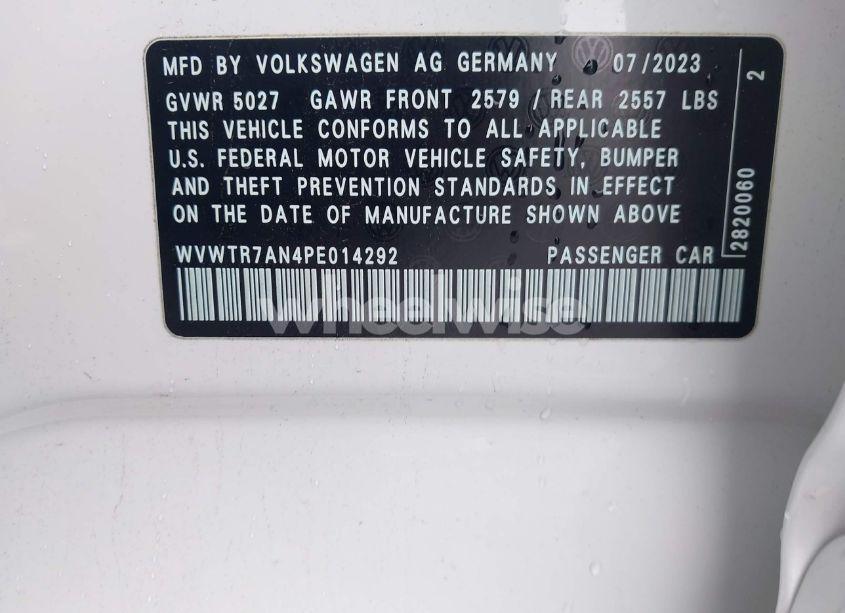 MFD BY VOLKSWAGEN AG GERMANY 07/2023
GVWR 5027 GAWR FRONT 2579 / REAR 2557 LBS
THIS VEHICLE CONFORMS TO ALL APPLICABLE
U.S. FEDERAL MOTOR VEHICLE SAFETY, BUMPER
AND THEFT PREVENTION STANDARDS IN EFFECT
ON THE DATE OF MANUFACTURE SHOWN ABOVE
WVWTR7AN4PE014292 PASSENGER CAR
2820060 2
wheelwise